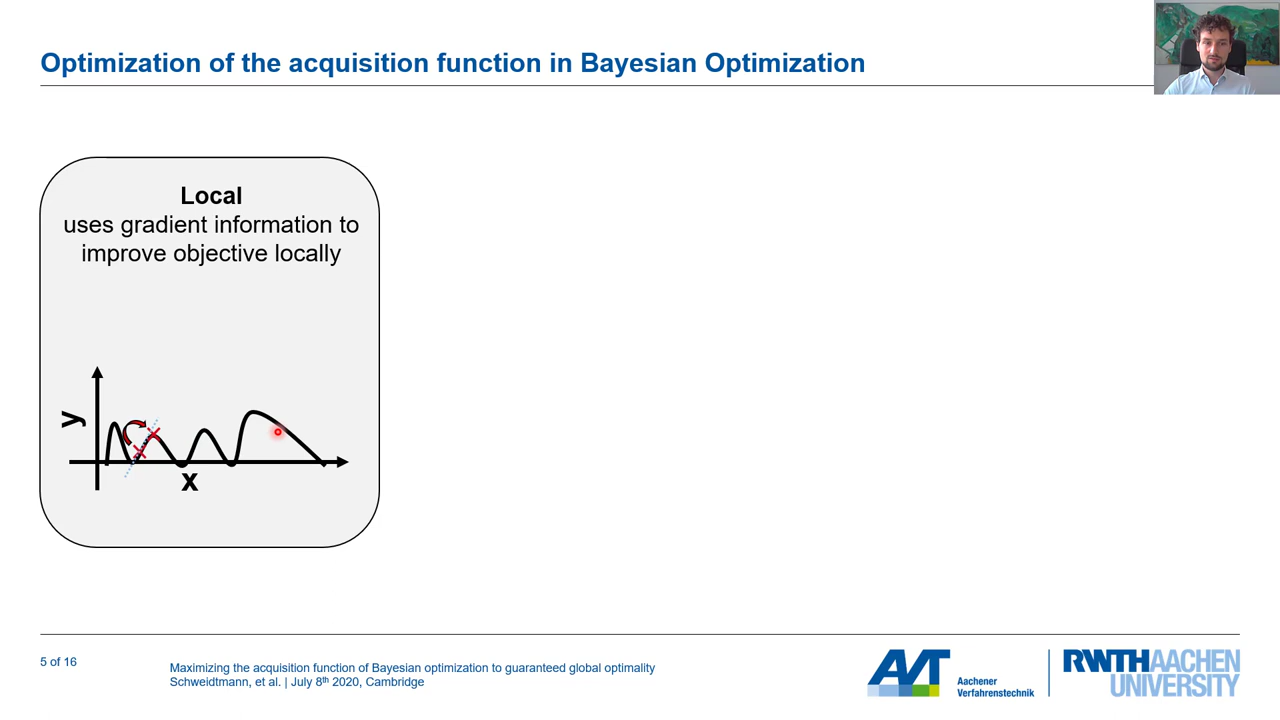 Optimization of the acquisition function in Bayesian Optimization
Local
uses gradient information to
improve objective locally
y
x
5 of 16
Maximizing the acquisition function of Bayesian optimization to guaranteed global optimality
Schweidtmann, et al. | July 8th 2020, Cambridge
AVT
Aachener
Verfahrenstechnik
RWTHAACHEN
UNIVERSITY